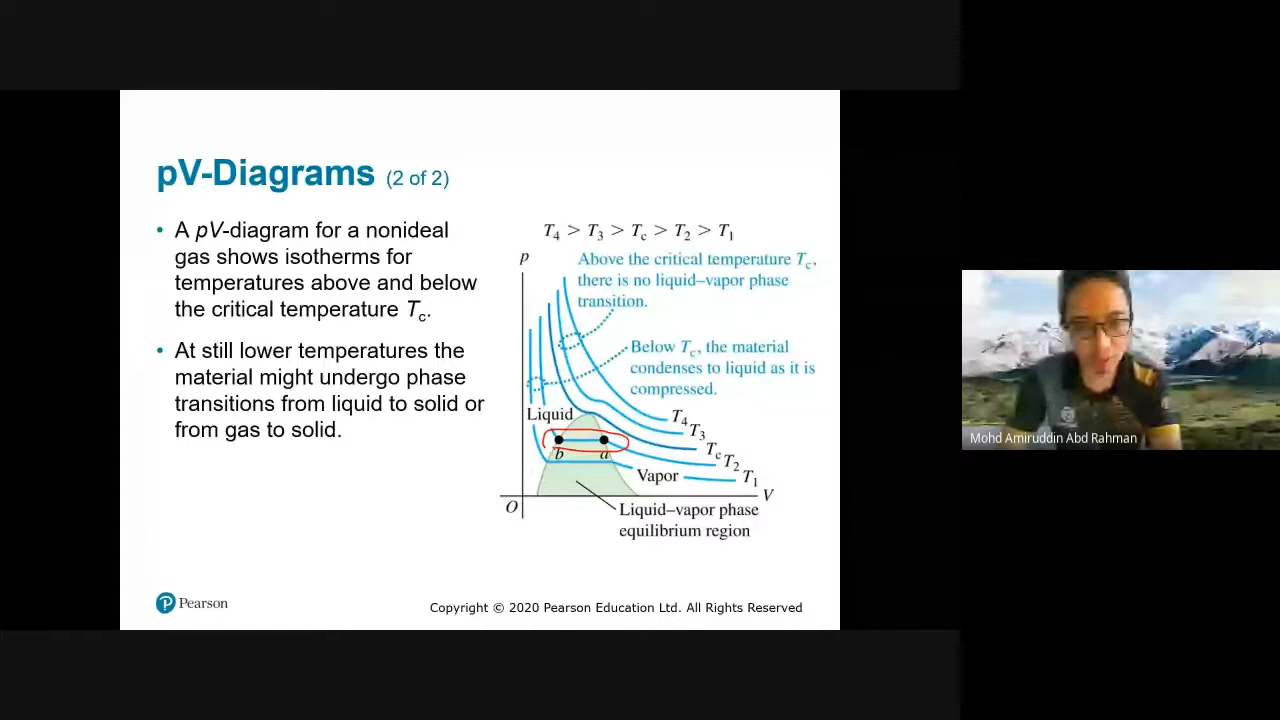 pV-Diagrams (2 of 2)
• A pV-diagram for a nonideal
gas shows isotherms for
temperatures above and below
the critical temperature Tc.
• At still lower temperatures the
material might undergo phase
transitions from liquid to solid or
from gas to solid.
T4 > T3 > Tc > T2 > T1
p
Above the critical temperature Tc,
there is no liquid–vapor phase
transition.
Below Tc, the material
condenses to liquid as it is
compressed.
Liquid
T4
T3
Tc
T2
T1
b
a
Vapor
V
O
Liquid–vapor phase
equilibrium region
P Pearson
Copyright © 2020 Pearson Education Ltd. All Rights Reserved
Mohd Amiruddin Abd Rahman